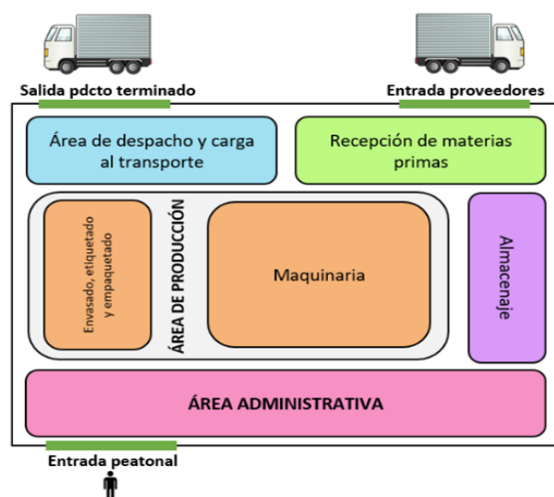 Salida pdcto terminado
Entrada proveedores
Área de despacho y carga
al transporte
Recepción de materias
primas
Envasado, etiquetado
y empaquetado
ÁREA DE PRODUCCIÓN
Maquinaria
Almacenaje
ÁREA ADMINISTRATIVA
Entrada peatonal